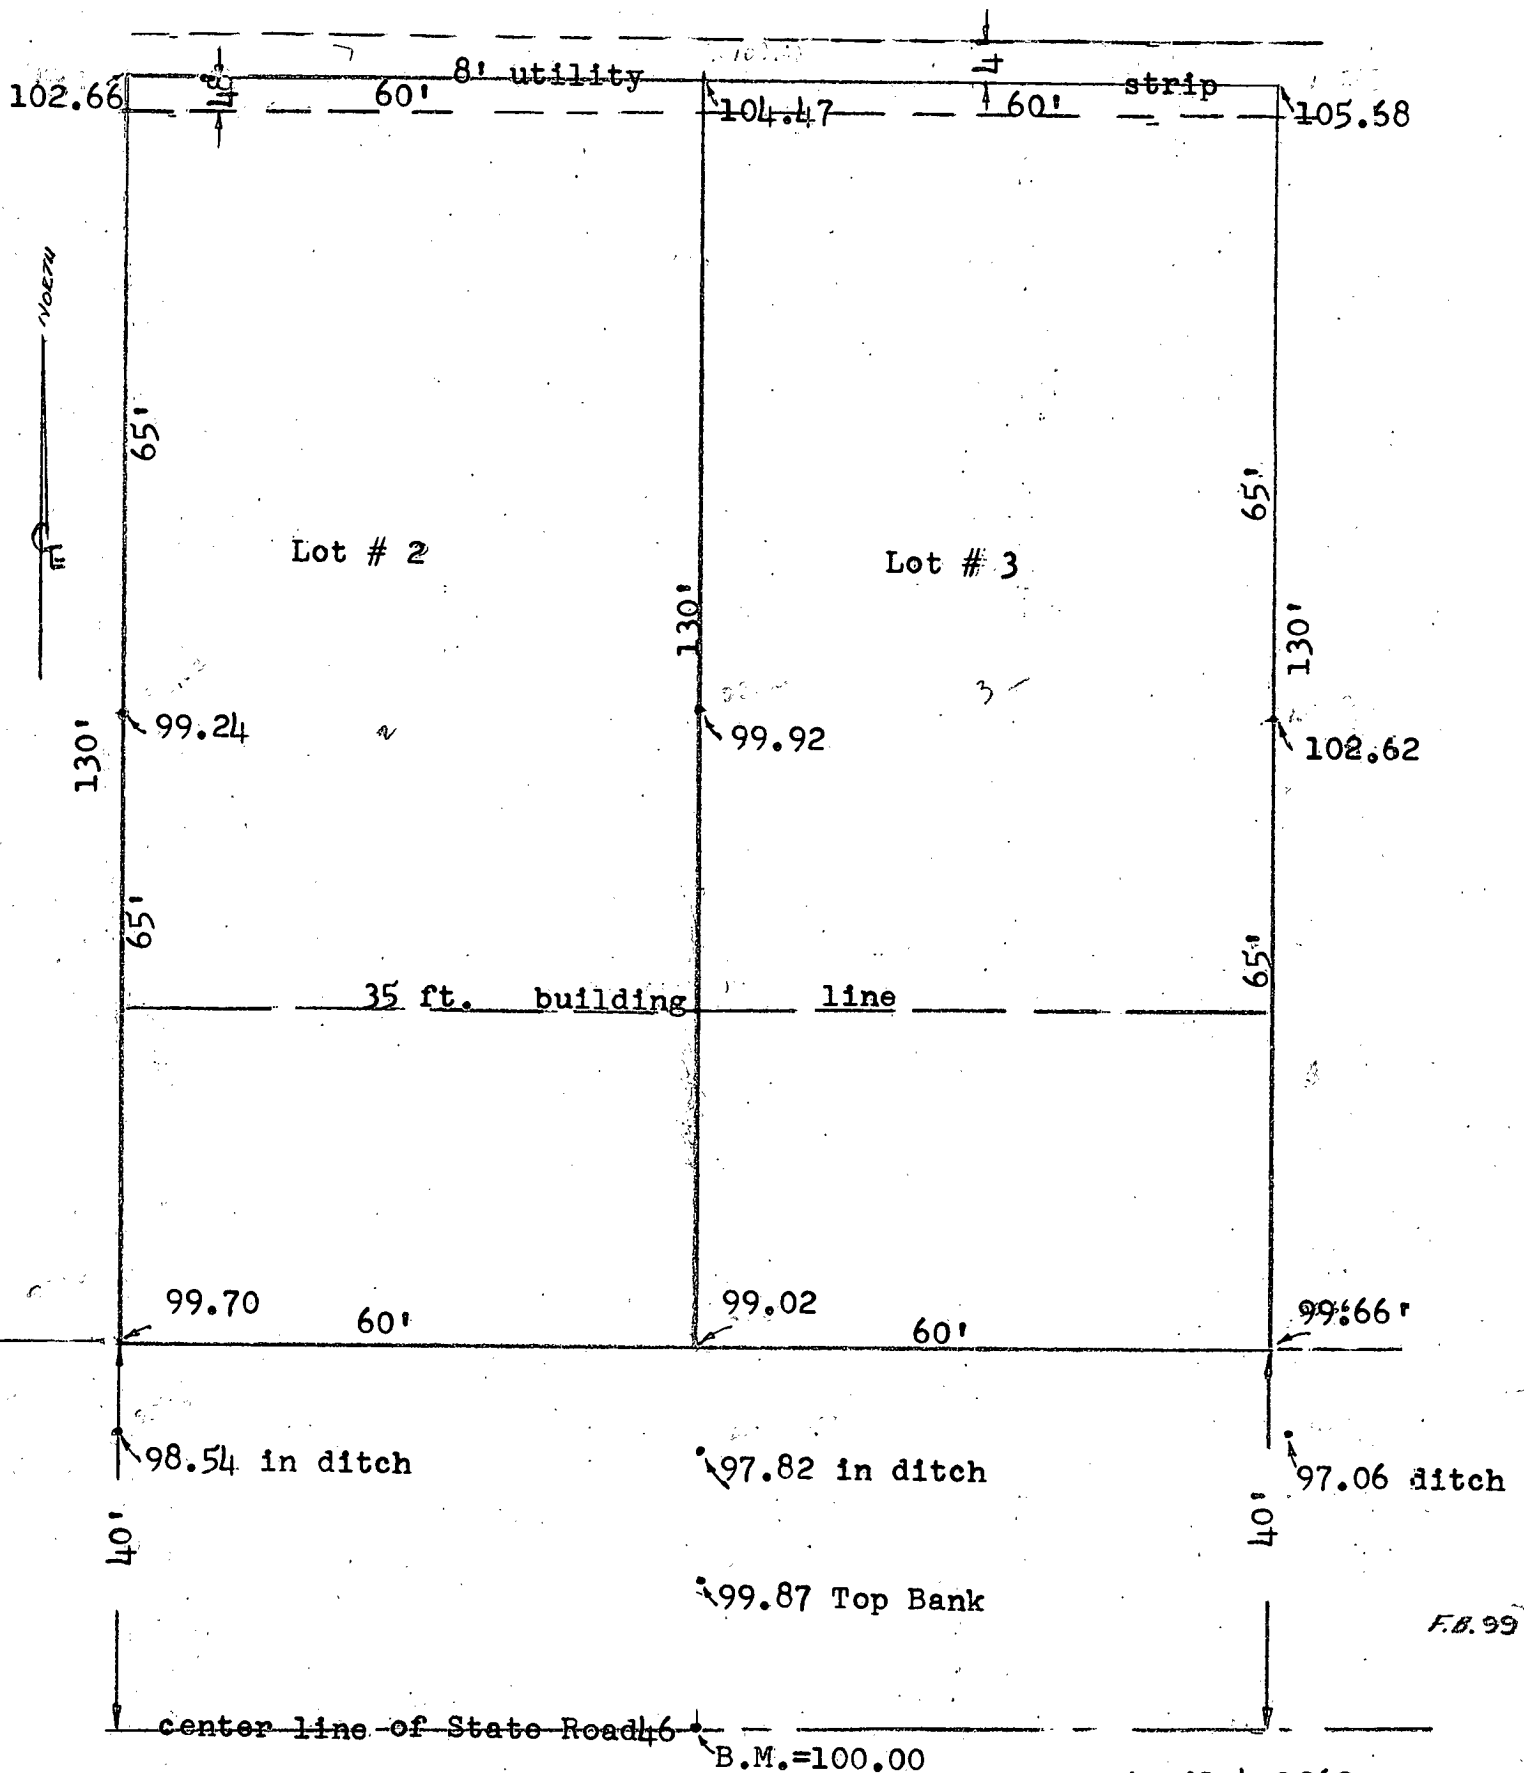 8' utility strip
4
4
8'
102.66
60'
104.47
60'
105.58
NORTH
65'
65'
Lot # 2
Lot # 3
130'
130'
99.24
99.92
102.62
130'
65'
65'
35 ft. building line
99.70
60'
99.02
60'
99.66'
98.54 in ditch
97.82 in ditch
97.06 ditch
40'
40'
99.87 Top Bank
F.B. 99
center line of State Road46
B.M.=100.00